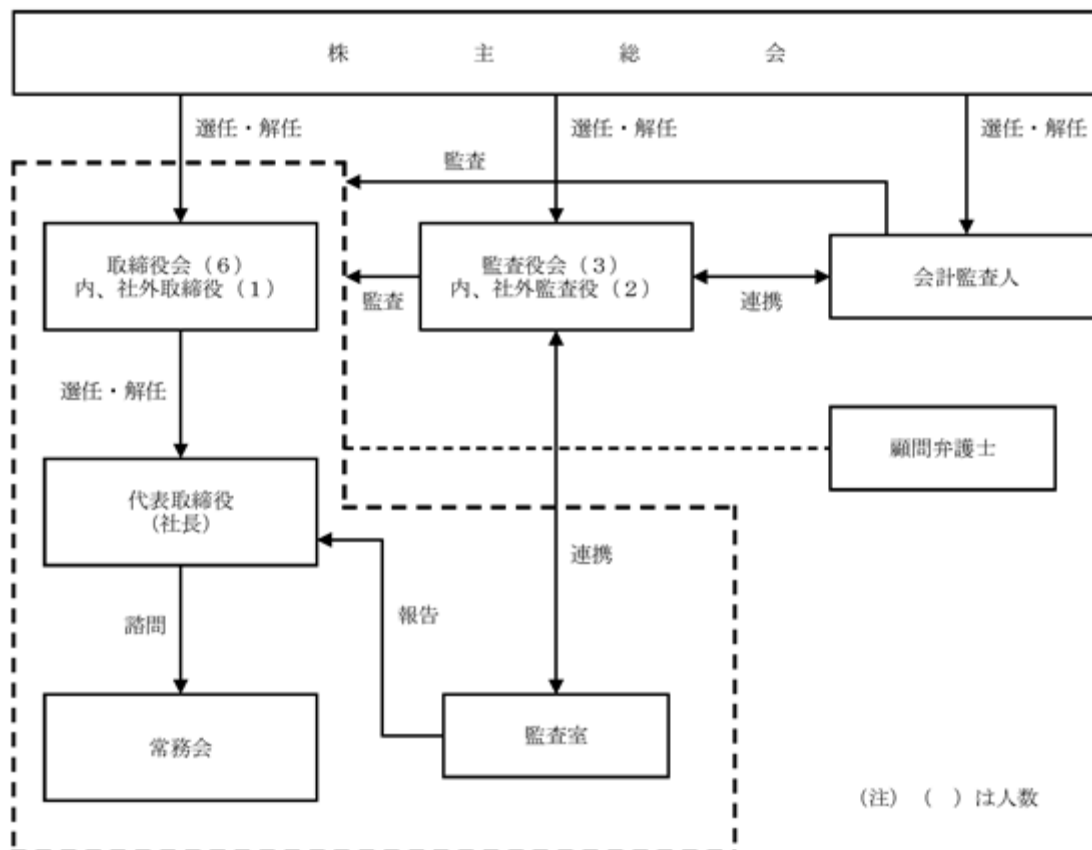 株主総会
選任・解任
選任・解任
選任・解任
監査
取締役会（6）
内、社外取締役（1）
監査役会（3）
内、社外監査役（2）
会計監査人
監査
連携
選任・解任
顧問弁護士
代表取締役
（社長）
連携
報告
諮問
常務会
監査室
（注）（　）は人数